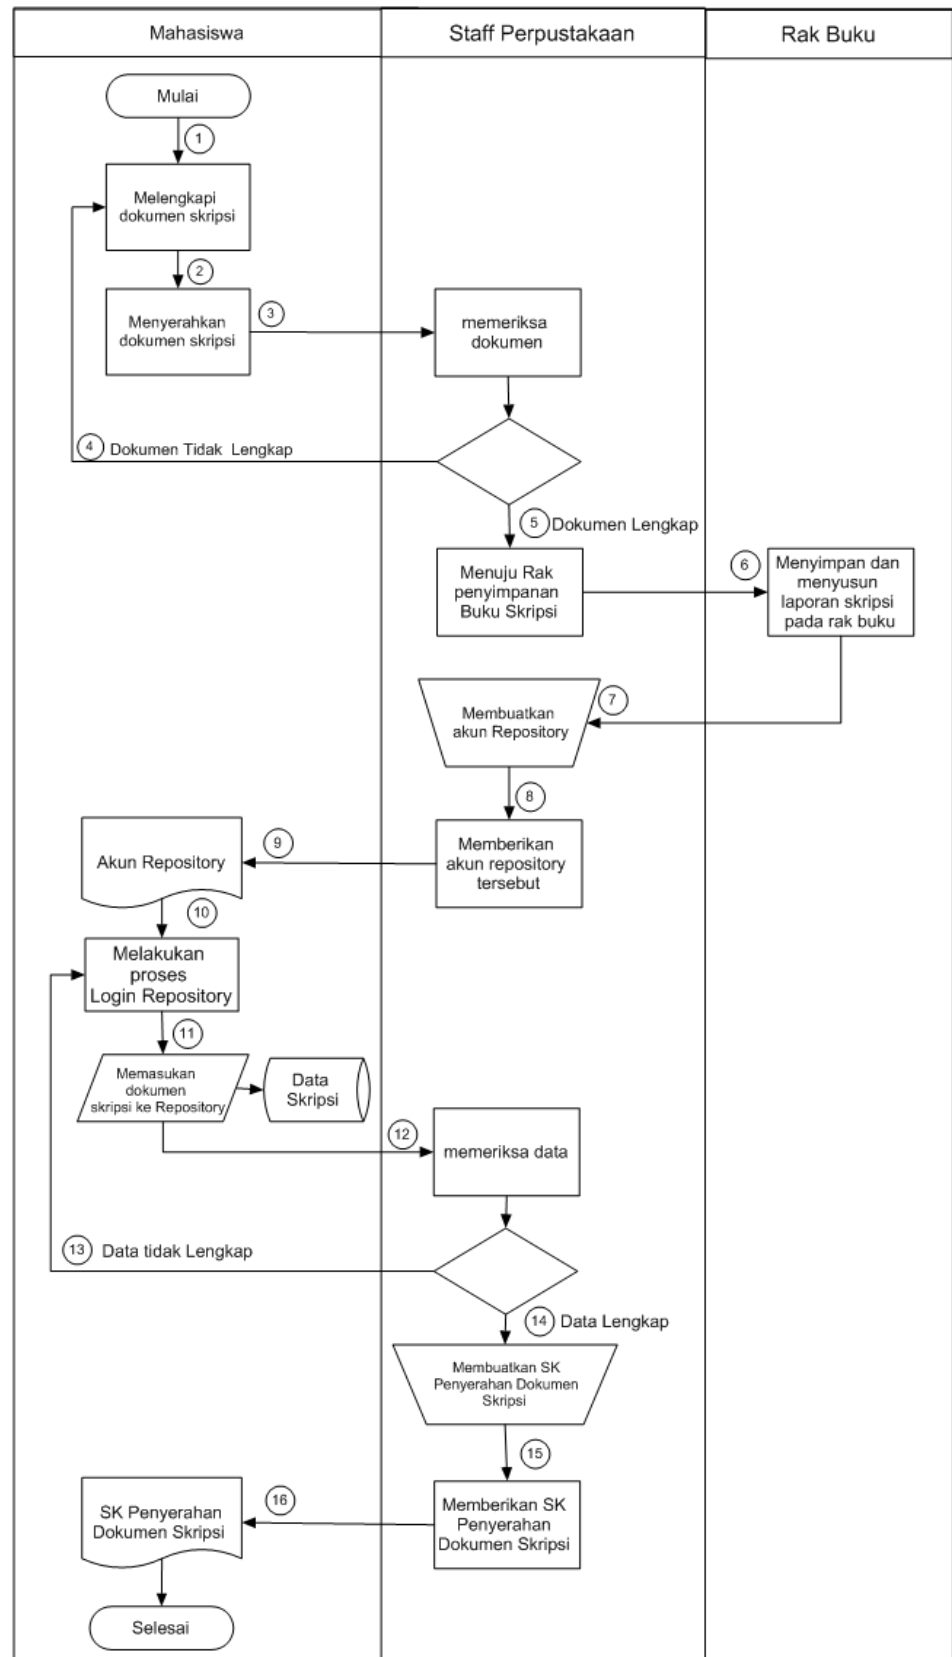 Mahasiswa
Staff Perpustakaan
Rak Buku
Mulai
1
Melengkapi
dokumen skripsi
2
Menyerahkan
dokumen skripsi
3
memeriksa
dokumen
4 Dokumen Tidak Lengkap
5 Dokumen Lengkap
Menuju Rak
penyimpanan
Buku Skripsi
6
Menyimpan dan
menyusun
laporan skripsi
pada rak buku
7
Membuatkan
akun Repository
8
Memberikan
akun repository
tersebut
9
Akun Repository
10
Melakukan
proses
Login Repository
11
Memasukan
dokumen
skripsi ke Repository
Data
Skripsi
12
memeriksa data
13 Data tidak Lengkap
14 Data Lengkap
Membuatkan SK
Penyerahan Dokumen
Skripsi
15
Memberikan SK
Penyerahan
Dokumen Skripsi
16
SK Penyerahan
Dokumen Skripsi
Selesai